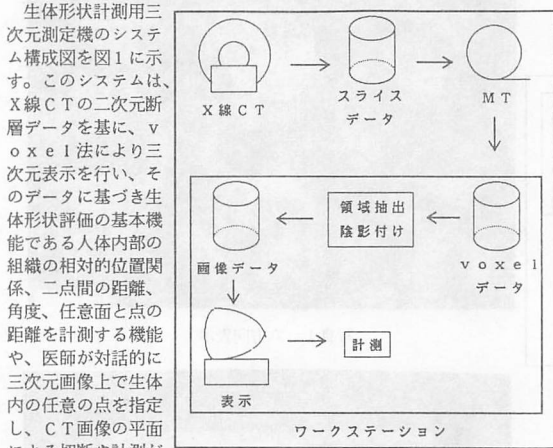 生体形状計測用三
次元測定機のシステ
ム構成図を図1に示
す。このシステムは、
X線CTの二次元断
層データを基に、v
oxel法により三
次元表示を行い、そ
のデータに基づき生
体形状評価の基本機
能である人体内部の
組織の相対的位置関
係、二点間の距離、
角度、任意面と点の
距離を計測する機能
や、医師が対話的に
三次元画像上で生体
内の任意の点を指定
し、CT画像の平面
X線CT
スライス
データ
MT
領域抽出
陰影付け
画像データ
voxel
データ
計測
表示
ワークステーション